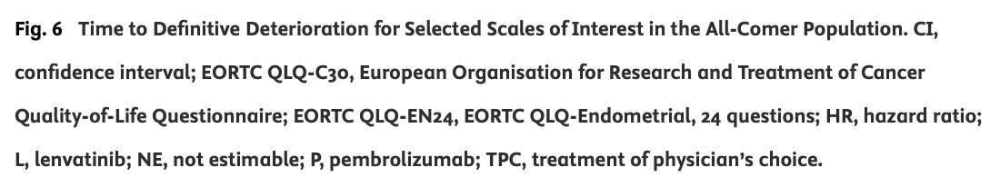 Fig. 6 Time to Definitive Deterioration for Selected Scales of Interest in the All-Comer Population. CI,
confidence interval; EORTC QLQ-C30, European Organisation for Research and Treatment of Cancer
Quality-of-Life Questionnaire; EORTC QLQ-EN24, EORTC QLQ-Endometrial, 24 questions; HR, hazard ratio;
L, lenvatinib; NE, not estimable; P, pembrolizumab; TPC, treatment of physician’s choice.